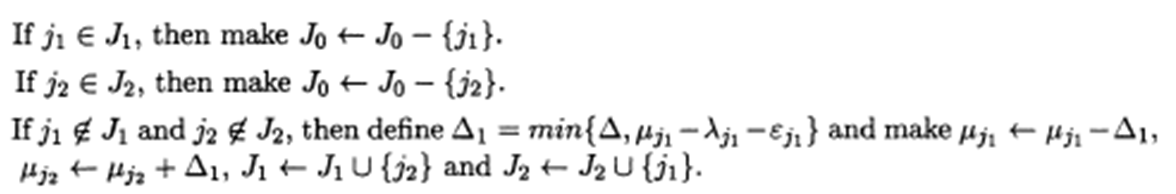 If j₁ ∈ J₁, then make J₀ ← J₀ − {j₁}.
If j₂ ∈ J₂, then make J₀ ← J₀ − {j₂}.
If j₁ ∉ J₁ and j₂ ∉ J₂, then define Δ₁ = min{Δ, μ_{j₁} − λ_{j₁} − ε_{j₁}} and make μ_{j₁} ← μ_{j₁} − Δ₁,
μ_{j₂} ← μ_{j₂} + Δ₁, J₁ ← J₁ ∪ {j₂} and J₂ ← J₂ ∪ {j₁}.